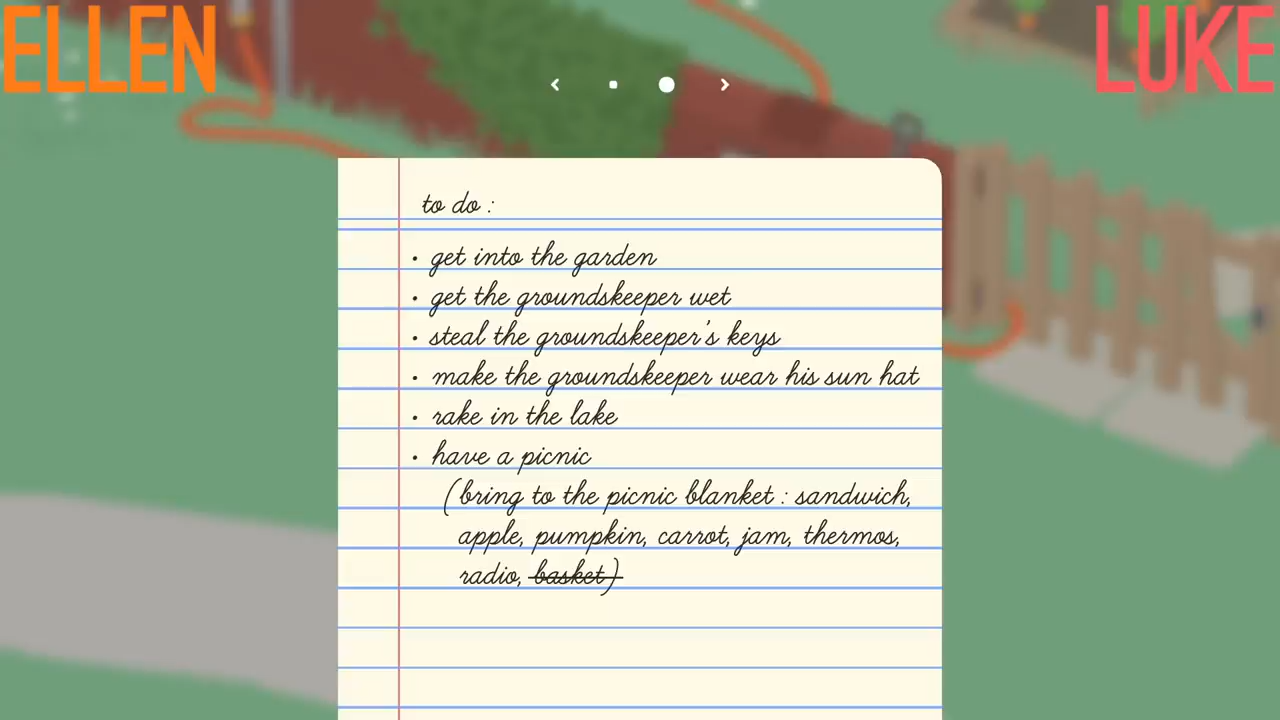 ELLEN
LUKE
to do :
• get into the garden
• get the groundskeeper wet
• steal the groundskeeper's keys
• make the groundskeeper wear his sun hat
• rake in the lake
• have a picnic
(bring to the picnic blanket : sandwich,
apple, pumpkin, carrot, jam, thermos,
radio, basket)